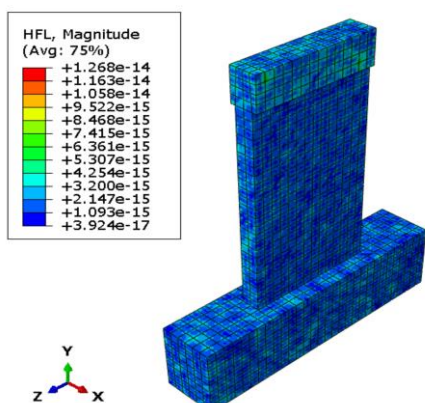 HFL, Magnitude
(Avg: 75%)
+1.268e-14
+1.163e-14
+1.058e-14
+9.522e-15
+8.468e-15
+7.415e-15
+6.361e-15
+5.307e-15
+4.254e-15
+3.200e-15
+2.147e-15
+1.093e-15
+3.924e-17
Y
Z
X